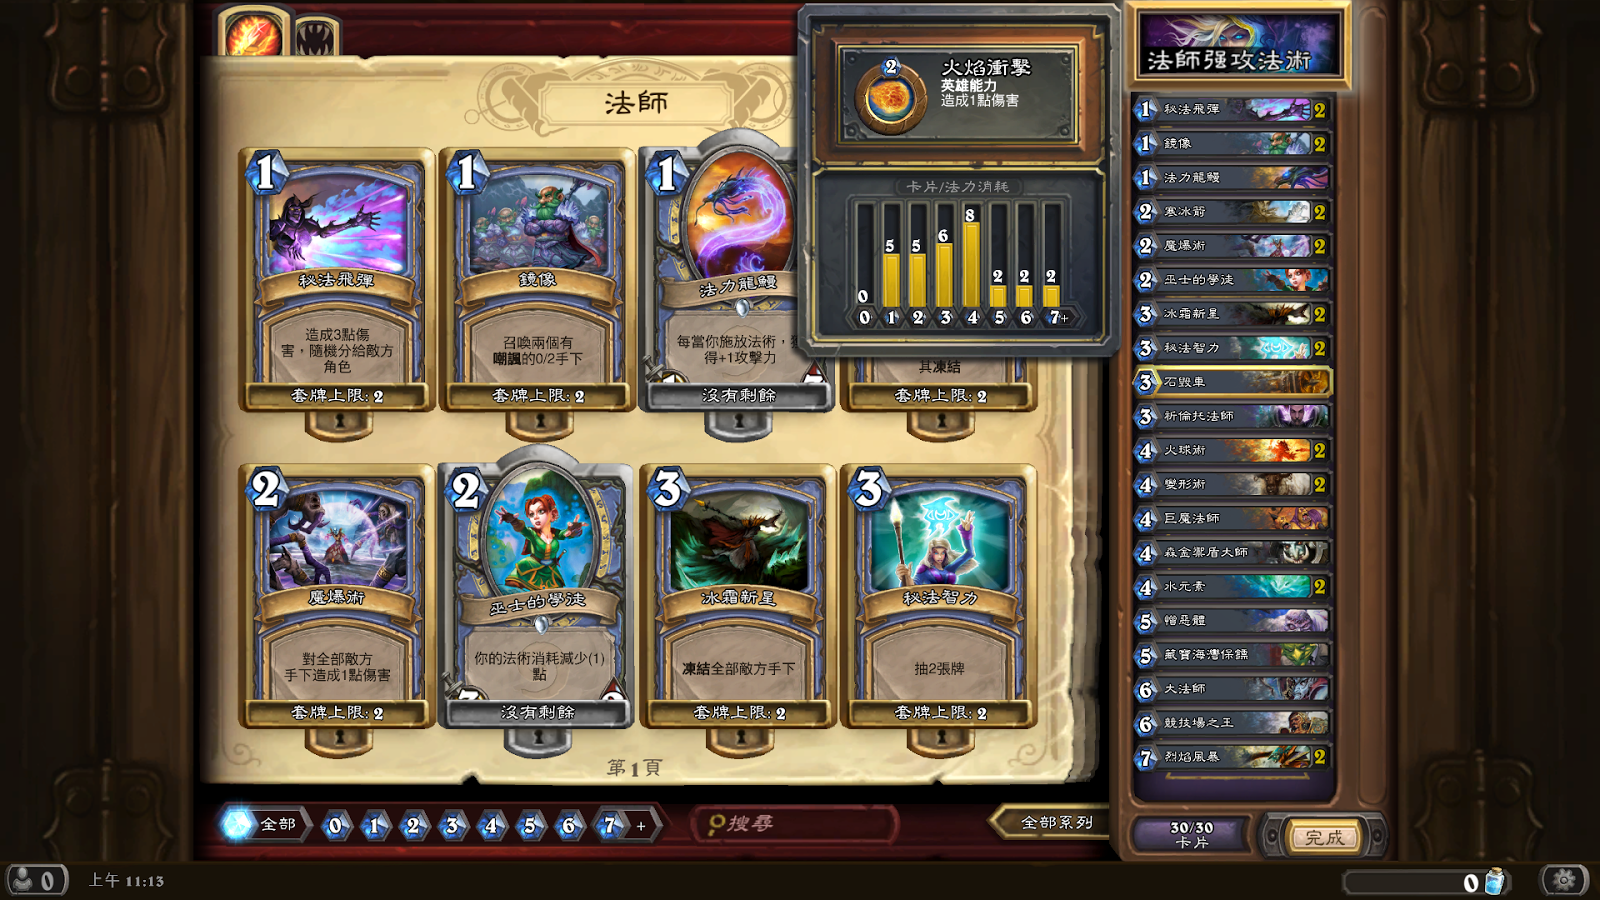 法師
1
秘法飛彈
造成3點傷
害，隨機分給敵方
角色
套牌上限: 2
1
鏡像
召喚兩個有
嘲諷的0/2手下
套牌上限: 2
1
法力龍鰻
每當你施放法術，
得+1攻擊力
沒有剩餘
其凍結
套牌上限: 2
2
魔爆術
對全部敵方
手下造成1點傷害
套牌上限: 2
2
巫士的學徒
你的法術消耗減少(1)
點
沒有剩餘
3
冰霜新星
凍結全部敵方手下
套牌上限: 2
3
秘法智力
抽2張牌
套牌上限: 2
第1頁
2
火焰衝擊
英雄能力
造成1點傷害
卡片/法力消耗
0 5 5 6 8 2 2 2
0 1 2 3 4 5 6 7+
法師強攻法術
1 秘法飛彈 2
1 鏡像 2
1 法力龍鰻
2 寒冰箭 2
2 魔爆術 2
2 巫士的學徒
3 冰霜新星 2
3 秘法智力 2
3 石毀車
3 祈倫托法師
4 火球術 2
4 變形術 2
4 巨魔法師
4 森金禦盾大師
4 水元素 2
5 憎惡體
5 藏寶海灣保鑣
6 大法師
6 競技場之王
7 烈焰風暴 2
30/30
卡片
完成
全部 0 1 2 3 4 5 6 7 +
搜尋
全部系列
0
上午 11:13
0